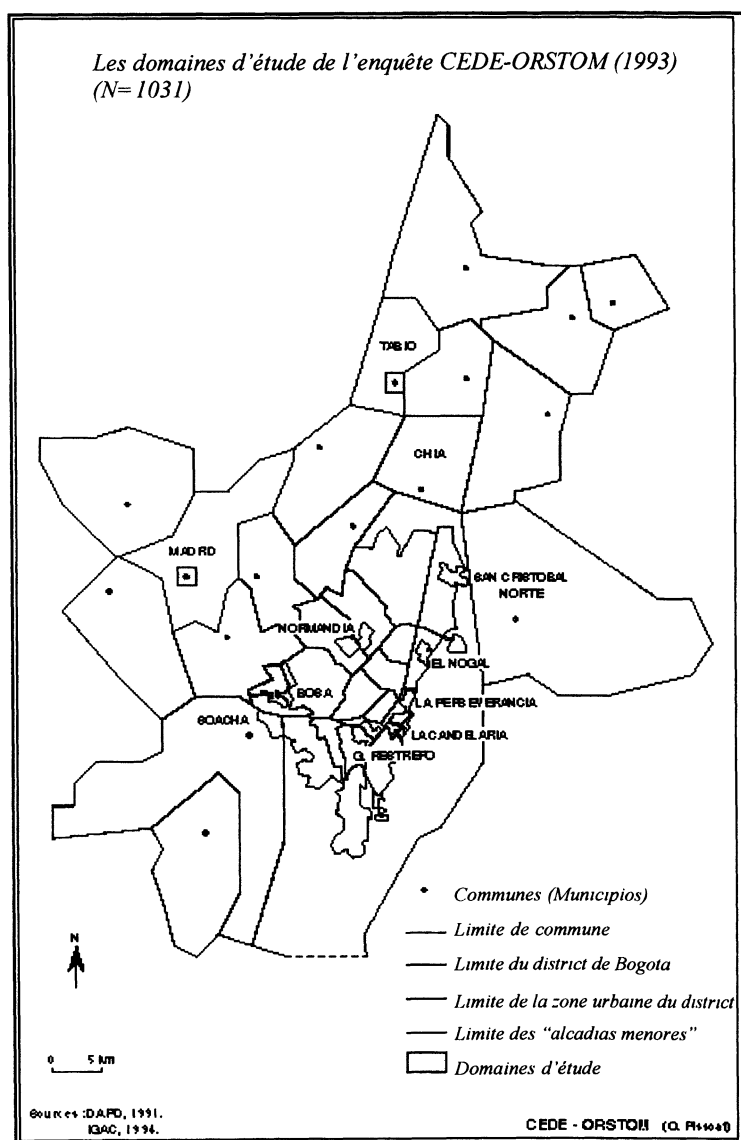 Les domaines d'étude de l'enquête CEDE-ORSTOM (1993)
(N=1031)
TABIO
CHIA
MADRID
SAN CRISTOBAL
NORTE
NORMANDIA
EL NOGAL
BOSA
LA PERSEVERANCIA
SOACHA
LA CANDELARIA
G. RESTREPO
Communes (Municipios)
Limite de commune
Limite du district de Bogota
N
Limite de la zone urbaine du district
Limite des "alcadias menores"
0 5 km
Domaines d'étude
Sources : DAPD, 1991.
IGAC, 1994.
CEDE - ORSTOM (O. Pissoat)